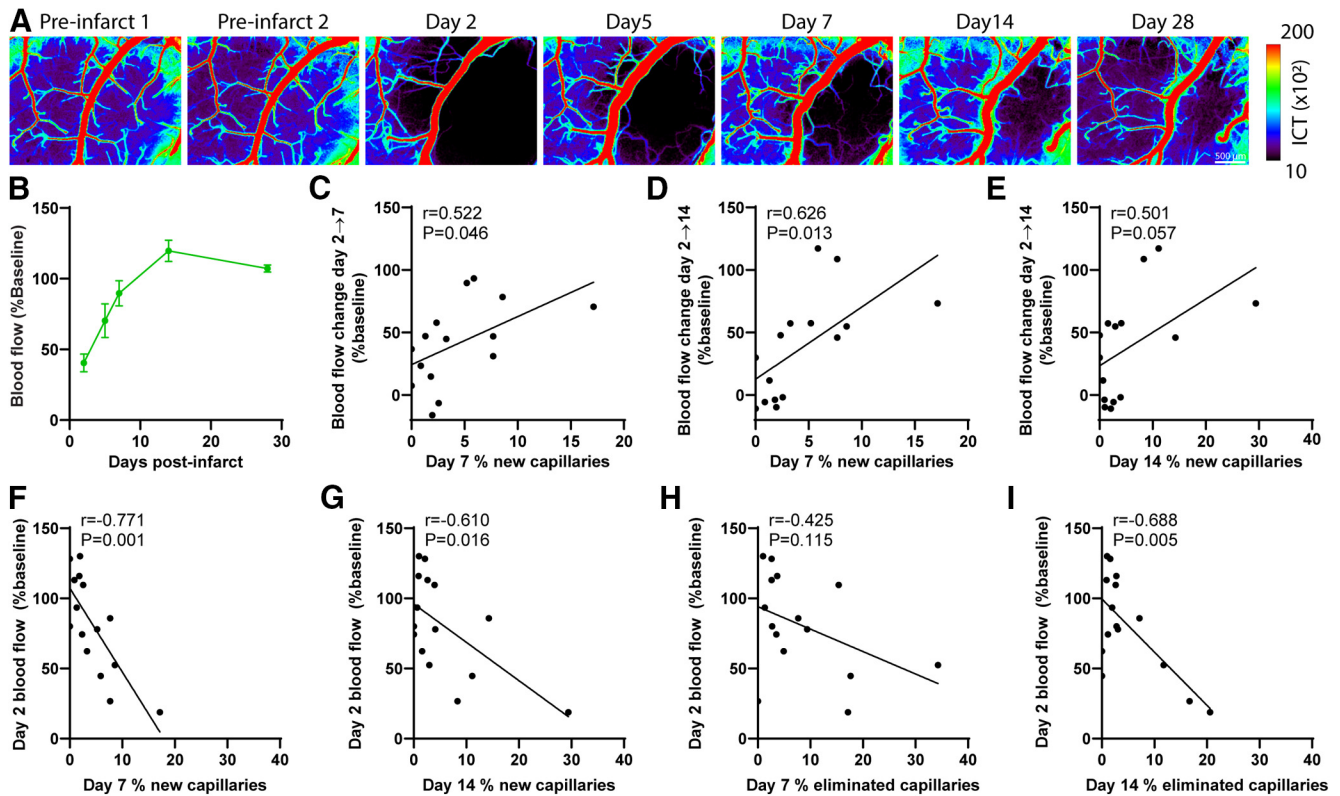 A
Pre-infarct 1
Pre-infarct 2
Day 2
Day5
Day 7
Day14
Day 28
200
ICT (x10²)
10
500 µm
B
Blood flow (%Baseline)
150
100
50
0
0
10
20
30
Days post-infarct
C
r=0.522
P=0.046
Blood flow change day 2→7
(%baseline)
150
100
50
0
0
5
10
15
20
Day 7 % new capillaries
D
r=0.626
P=0.013
Blood flow change day 2→14
(%baseline)
150
100
50
0
0
5
10
15
20
Day 7 % new capillaries
E
r=0.501
P=0.057
Blood flow change day 2→14
(%baseline)
150
100
50
0
0
10
20
30
40
Day 14 % new capillaries
F
r=-0.771
P=0.001
Day 2 blood flow (%baseline)
150
100
50
0
0
10
20
30
40
Day 7 % new capillaries
G
r=-0.610
P=0.016
Day 2 blood flow (%baseline)
150
100
50
0
0
10
20
30
40
Day 14 % new capillaries
H
r=-0.425
P=0.115
Day 2 blood flow (%baseline)
150
100
50
0
0
10
20
30
40
Day 7 % eliminated capillaries
I
r=-0.688
P=0.005
Day 2 blood flow (%baseline)
150
100
50
0
0
10
20
30
40
Day 14 % eliminated capillaries